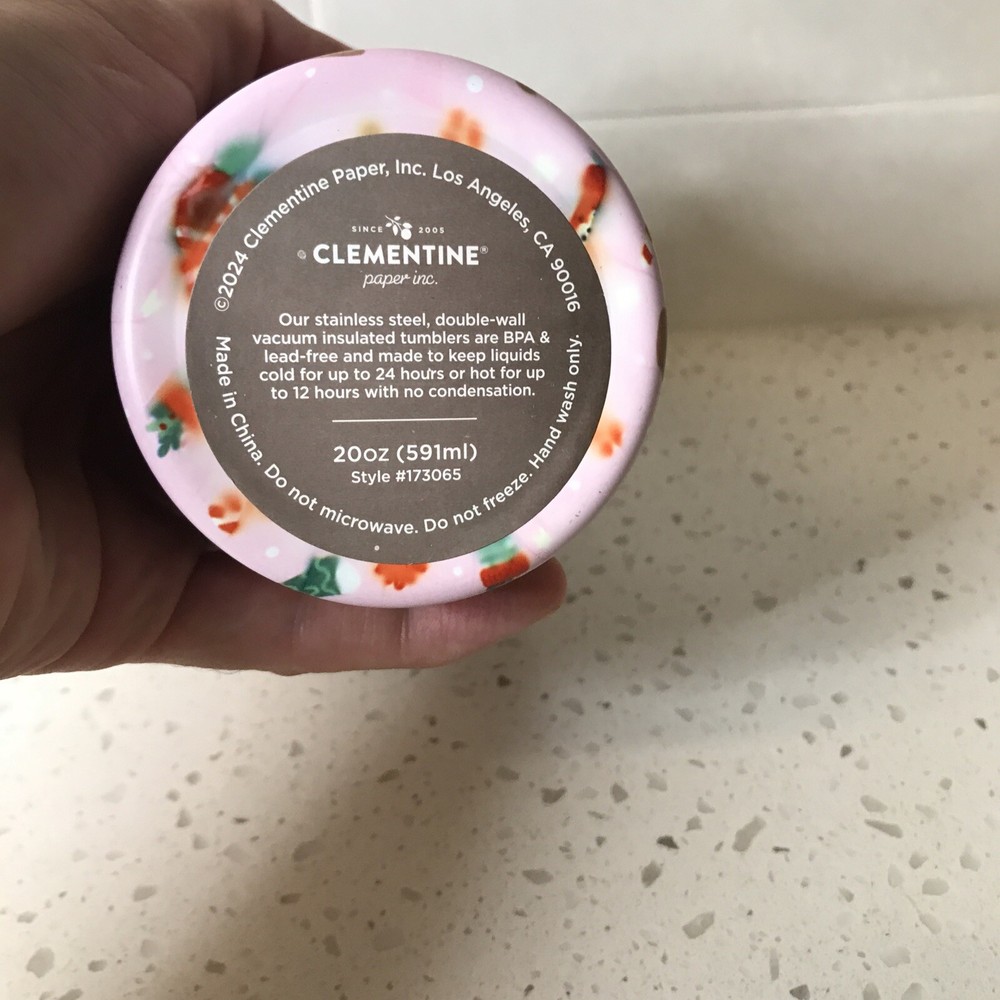 ©2024 Clementine Paper, Inc. Los Angeles, CA 90016
SINCE 2005
CLEMENTINE®
paper inc.
Our stainless steel, double-wall
vacuum insulated tumblers are BPA &
lead-free and made to keep liquids
cold for up to 24 hours or hot for up
to 12 hours with no condensation.
20oz (591ml)
Style #173065
Made in China. Do not microwave. Do not freeze. Hand wash only.